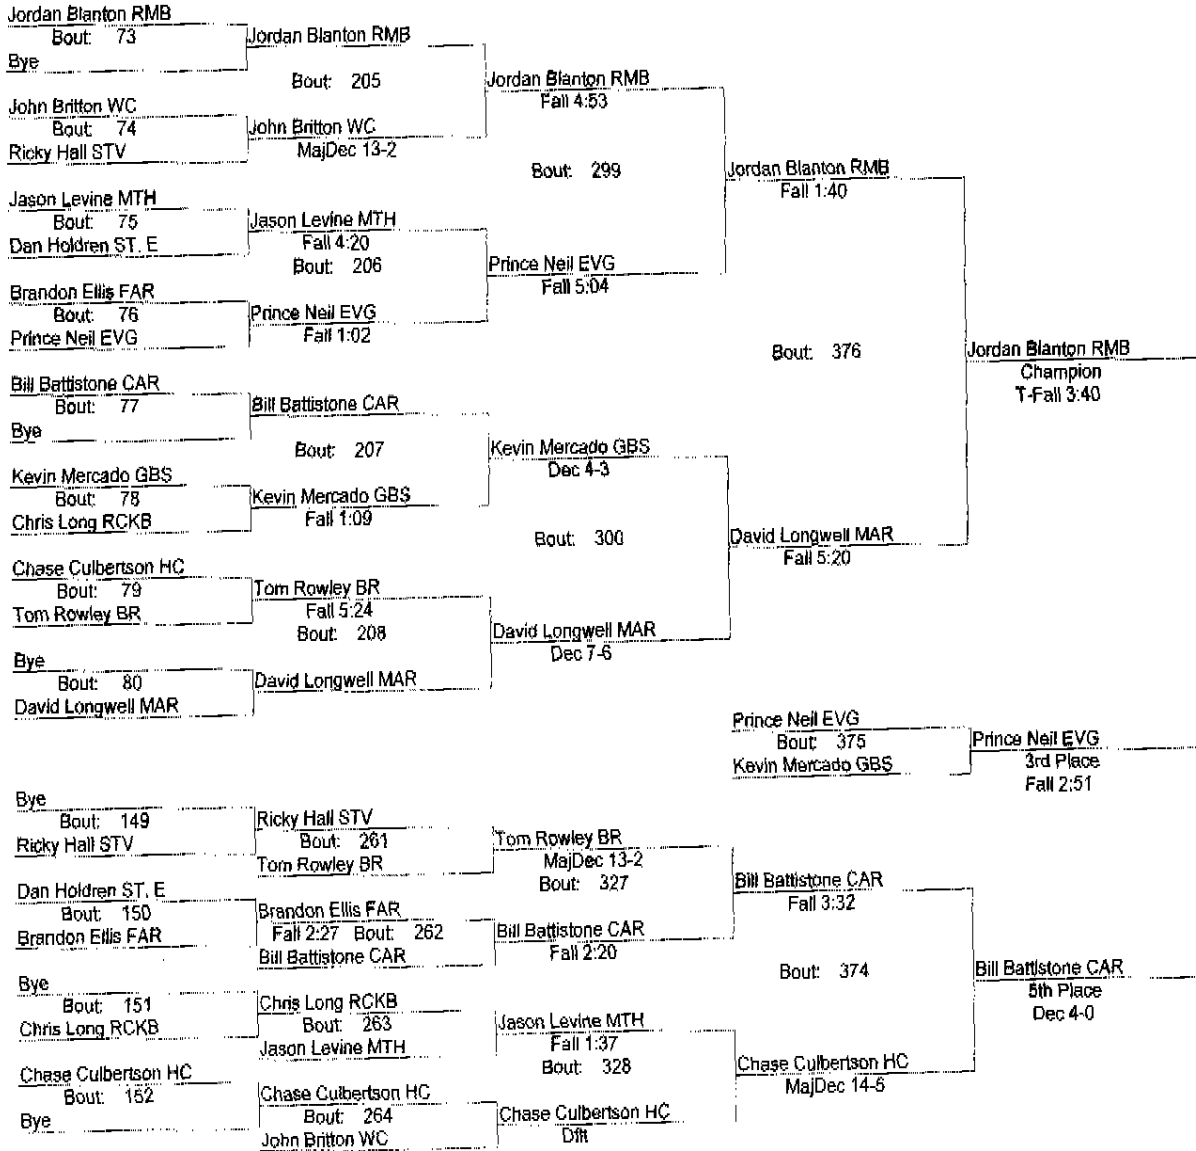 Jordan Blanton RMB
Bout: 73
Bye
Jordan Blanton RMB
Bout: 205
John Britton WC
Bout: 74
Ricky Hall STV
John Britton WC
MajDec 13-2
Jordan Blanton RMB
Fall 4:53
Bout: 299
Jason Levine MTH
Bout: 75
Dan Holdren ST. E
Jason Levine MTH
Fall 4:20
Bout: 206
Brandon Ellis FAR
Bout: 76
Prince Neil EVG
Prince Neil EVG
Fall 1:02
Prince Neil EVG
Fall 5:04
Jordan Blanton RMB
Fall 1:40
Bout: 376
Bill Battistone CAR
Bout: 77
Bye
Bill Battistone CAR
Bout: 207
Kevin Mercado GBS
Bout: 78
Chris Long RCKB
Kevin Mercado GBS
Fall 1:09
Kevin Mercado GBS
Dec 4-3
Bout: 300
Chase Culbertson HC
Bout: 79
Tom Rowley BR
Tom Rowley BR
Fall 5:24
Bout: 208
Bye
Bout: 80
David Longwell MAR
David Longwell MAR
David Longwell MAR
Dec 7-6
David Longwell MAR
Fall 5:20
Jordan Blanton RMB
Champion
T-Fall 3:40
Prince Neil EVG
Bout: 375
Kevin Mercado GBS
Prince Neil EVG
3rd Place
Fall 2:51
Bye
Bout: 149
Ricky Hall STV
Ricky Hall STV
Bout: 261
Tom Rowley BR
Tom Rowley BR
MajDec 13-2
Bout: 327
Dan Holdren ST. E
Bout: 150
Brandon Ellis FAR
Brandon Ellis FAR
Fall 2:27 Bout: 262
Bill Battistone CAR
Bill Battistone CAR
Fall 2:20
Bill Battistone CAR
Fall 3:32
Bout: 374
Bye
Bout: 151
Chris Long RCKB
Chris Long RCKB
Bout: 263
Jason Levine MTH
Jason Levine MTH
Fall 1:37
Bout: 328
Chase Culbertson HC
Bout: 152
Bye
Chase Culbertson HC
Bout: 264
John Britton WC
Chase Culbertson HC
Dflt
Chase Culbertson HC
MajDec 14-5
Bill Battistone CAR
5th Place
Dec 4-0